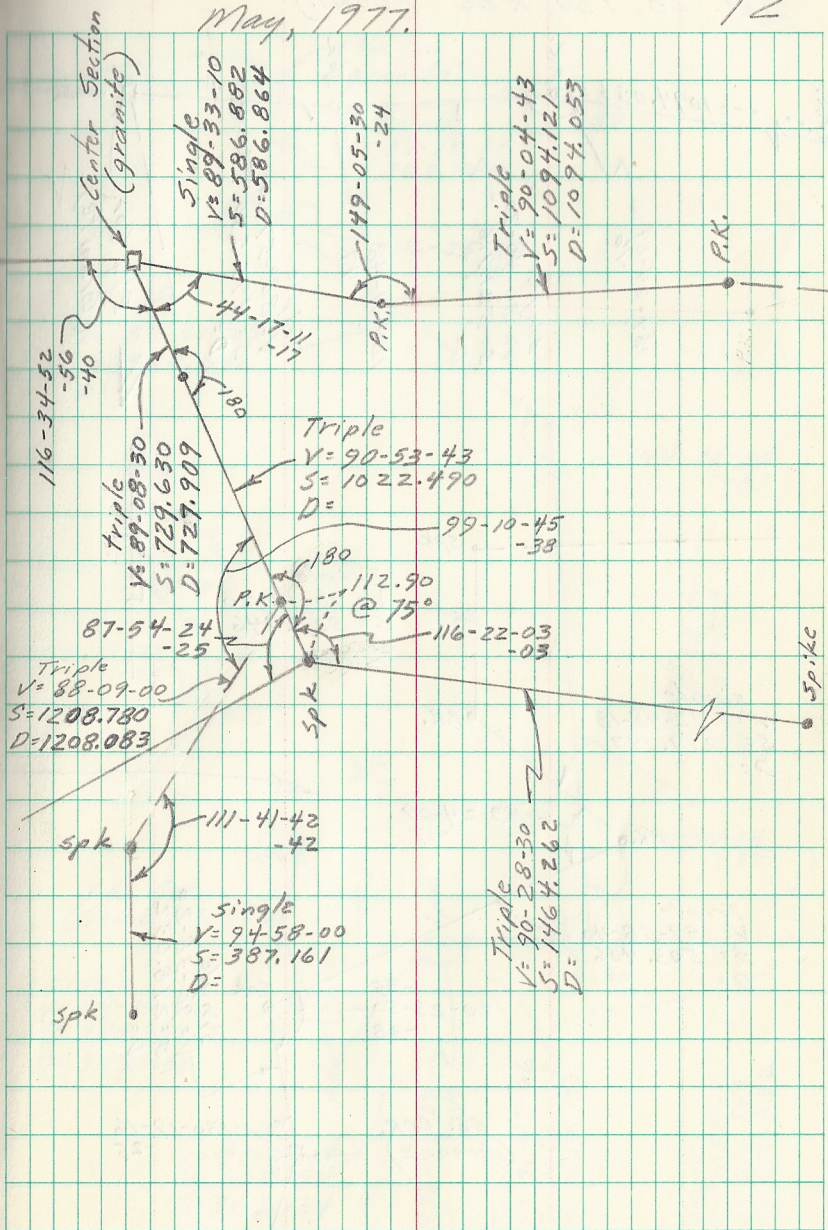 May, 1977.
12
Center Section
(granite)
Single
V= 89-33-10
S= 586.882
D= 586.864
149-05-30
-24
Triple
V= 90-04-43
S= 1094.121
D= 1094.053
P.K.
P.K.
44-17-11
-17
116-34-52
-56
-40
180
triple
V= 89-08-30
S= 729.630
D= 727.909
Triple
V= 90-53-43
S= 1022.490
D=
99-10-45
-38
180
P.K.
112.90
@ 75°
87-54-24
-25
116-22-03
-03
Triple
V= 88-09-00
S=1208.780
D=1208.083
spk
Spike
spk
111-41-42
-42
Triple
V= 90-28-30
S= 1464.262
D=
single
V= 94-58-00
S= 387.161
D=
spk